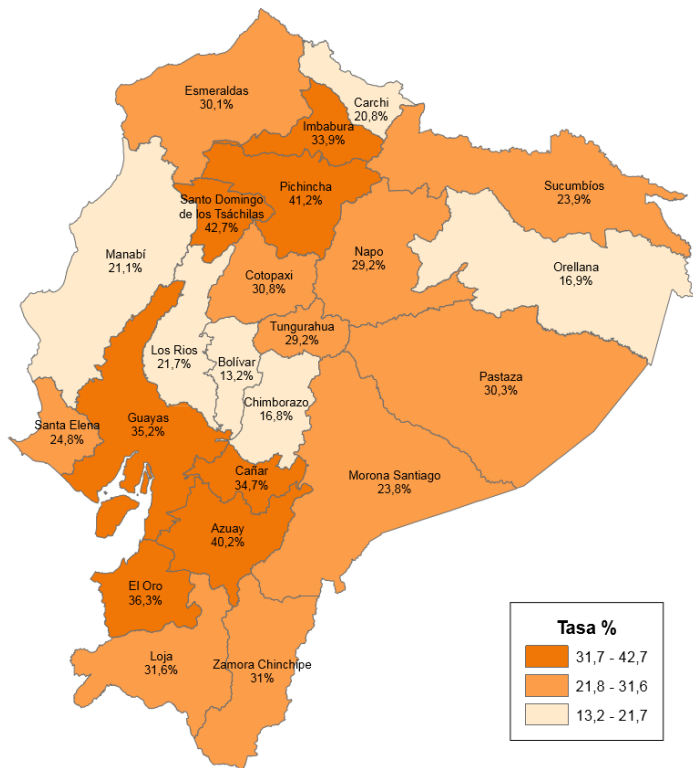 Esmeraldas
30,1%
Carchi
20,8%
Imbabura
33,9%
Pichincha
41,2%
Santo Domingo
de los Tsáchilas
42,7%
Sucumbíos
23,9%
Manabí
21,1%
Cotopaxi
30,8%
Napo
29,2%
Orellana
16,9%
Tungurahua
29,2%
Los Rios
21,7%
Bolívar
13,2%
Chimborazo
16,8%
Pastaza
30,3%
Santa Elena
24,8%
Guayas
35,2%
Cañar
34,7%
Morona Santiago
23,8%
Azuay
40,2%
El Oro
36,3%
Loja
31,6%
Zamora Chinchipe
31%
Tasa %
31,7 - 42,7
21,8 - 31,6
13,2 - 21,7